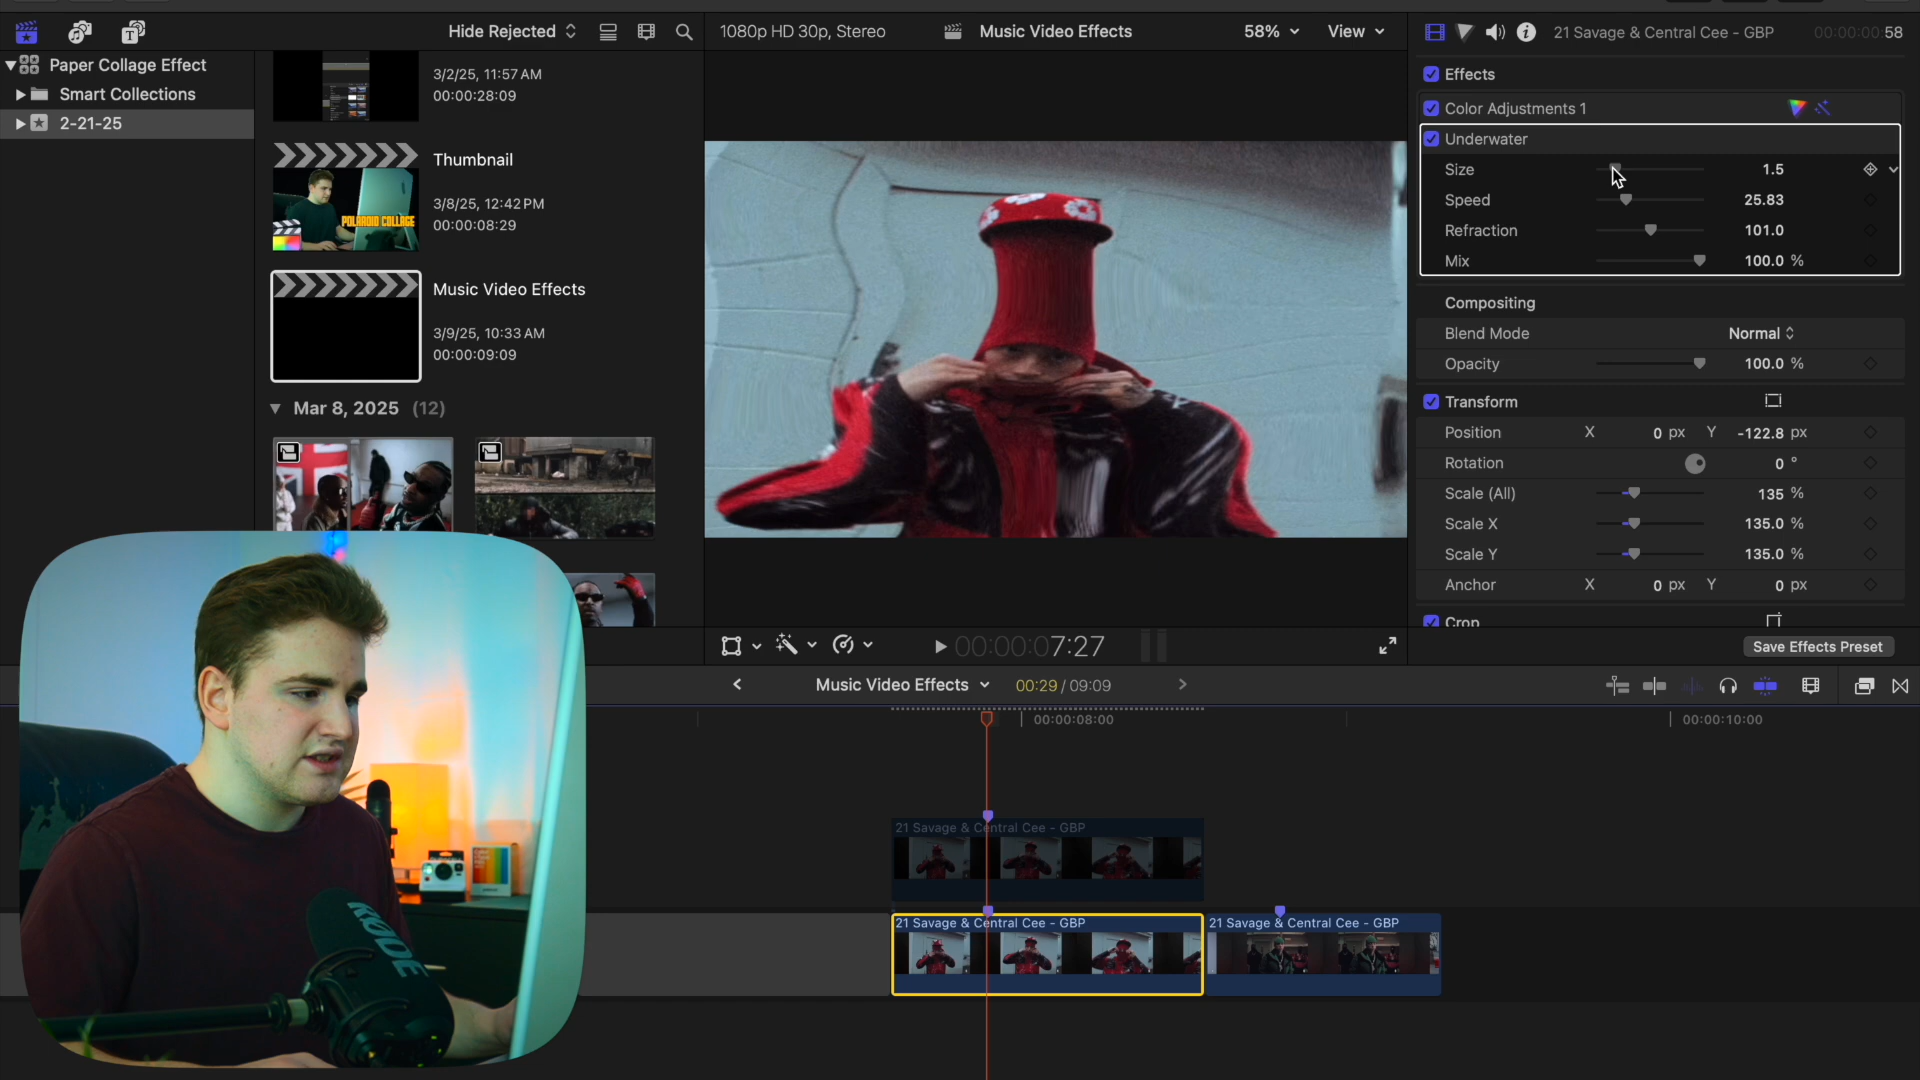 Hide Rejected
1080p HD 30p, Stereo
Music Video Effects
58%
View
21 Savage & Central Cee - GBP
00:00:00:58
Paper Collage Effect
Smart Collections
2-21-25
3/2/25, 11:57 AM
00:00:28:09
Thumbnail
3/8/25, 12:42 PM
00:00:08:29
POLAROID COLLAGE
Music Video Effects
3/9/25, 10:33 AM
00:00:09:09
Mar 8, 2025 (12)
Effects
Color Adjustments 1
Underwater
Size 1.5
Speed 25.83
Refraction 101.0
Mix 100.0 %
Compositing
Blend Mode Normal
Opacity 100.0 %
Transform
Position X 0 px Y -122.8 px
Rotation 0 °
Scale (All) 135 %
Scale X 135.0 %
Scale Y 135.0 %
Anchor X 0 px Y 0 px
Crop
Save Effects Preset
00:00:07:27
Music Video Effects
00:29 / 09:09
00:00:08:00
00:00:10:00
21 Savage & Central Cee - GBP
21 Savage & Central Cee - GBP
21 Savage & Central Cee - GBP
RØDE